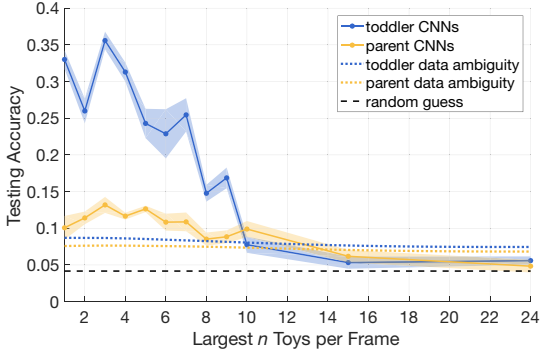 0.4
0.35
0.3
0.25
0.2
0.15
0.1
0.05
0
2 4 6 8 10 12 14 16 18 20 22 24
Testing Accuracy
Largest n Toys per Frame
toddler CNNs
parent CNNs
toddler data ambiguity
parent data ambiguity
random guess